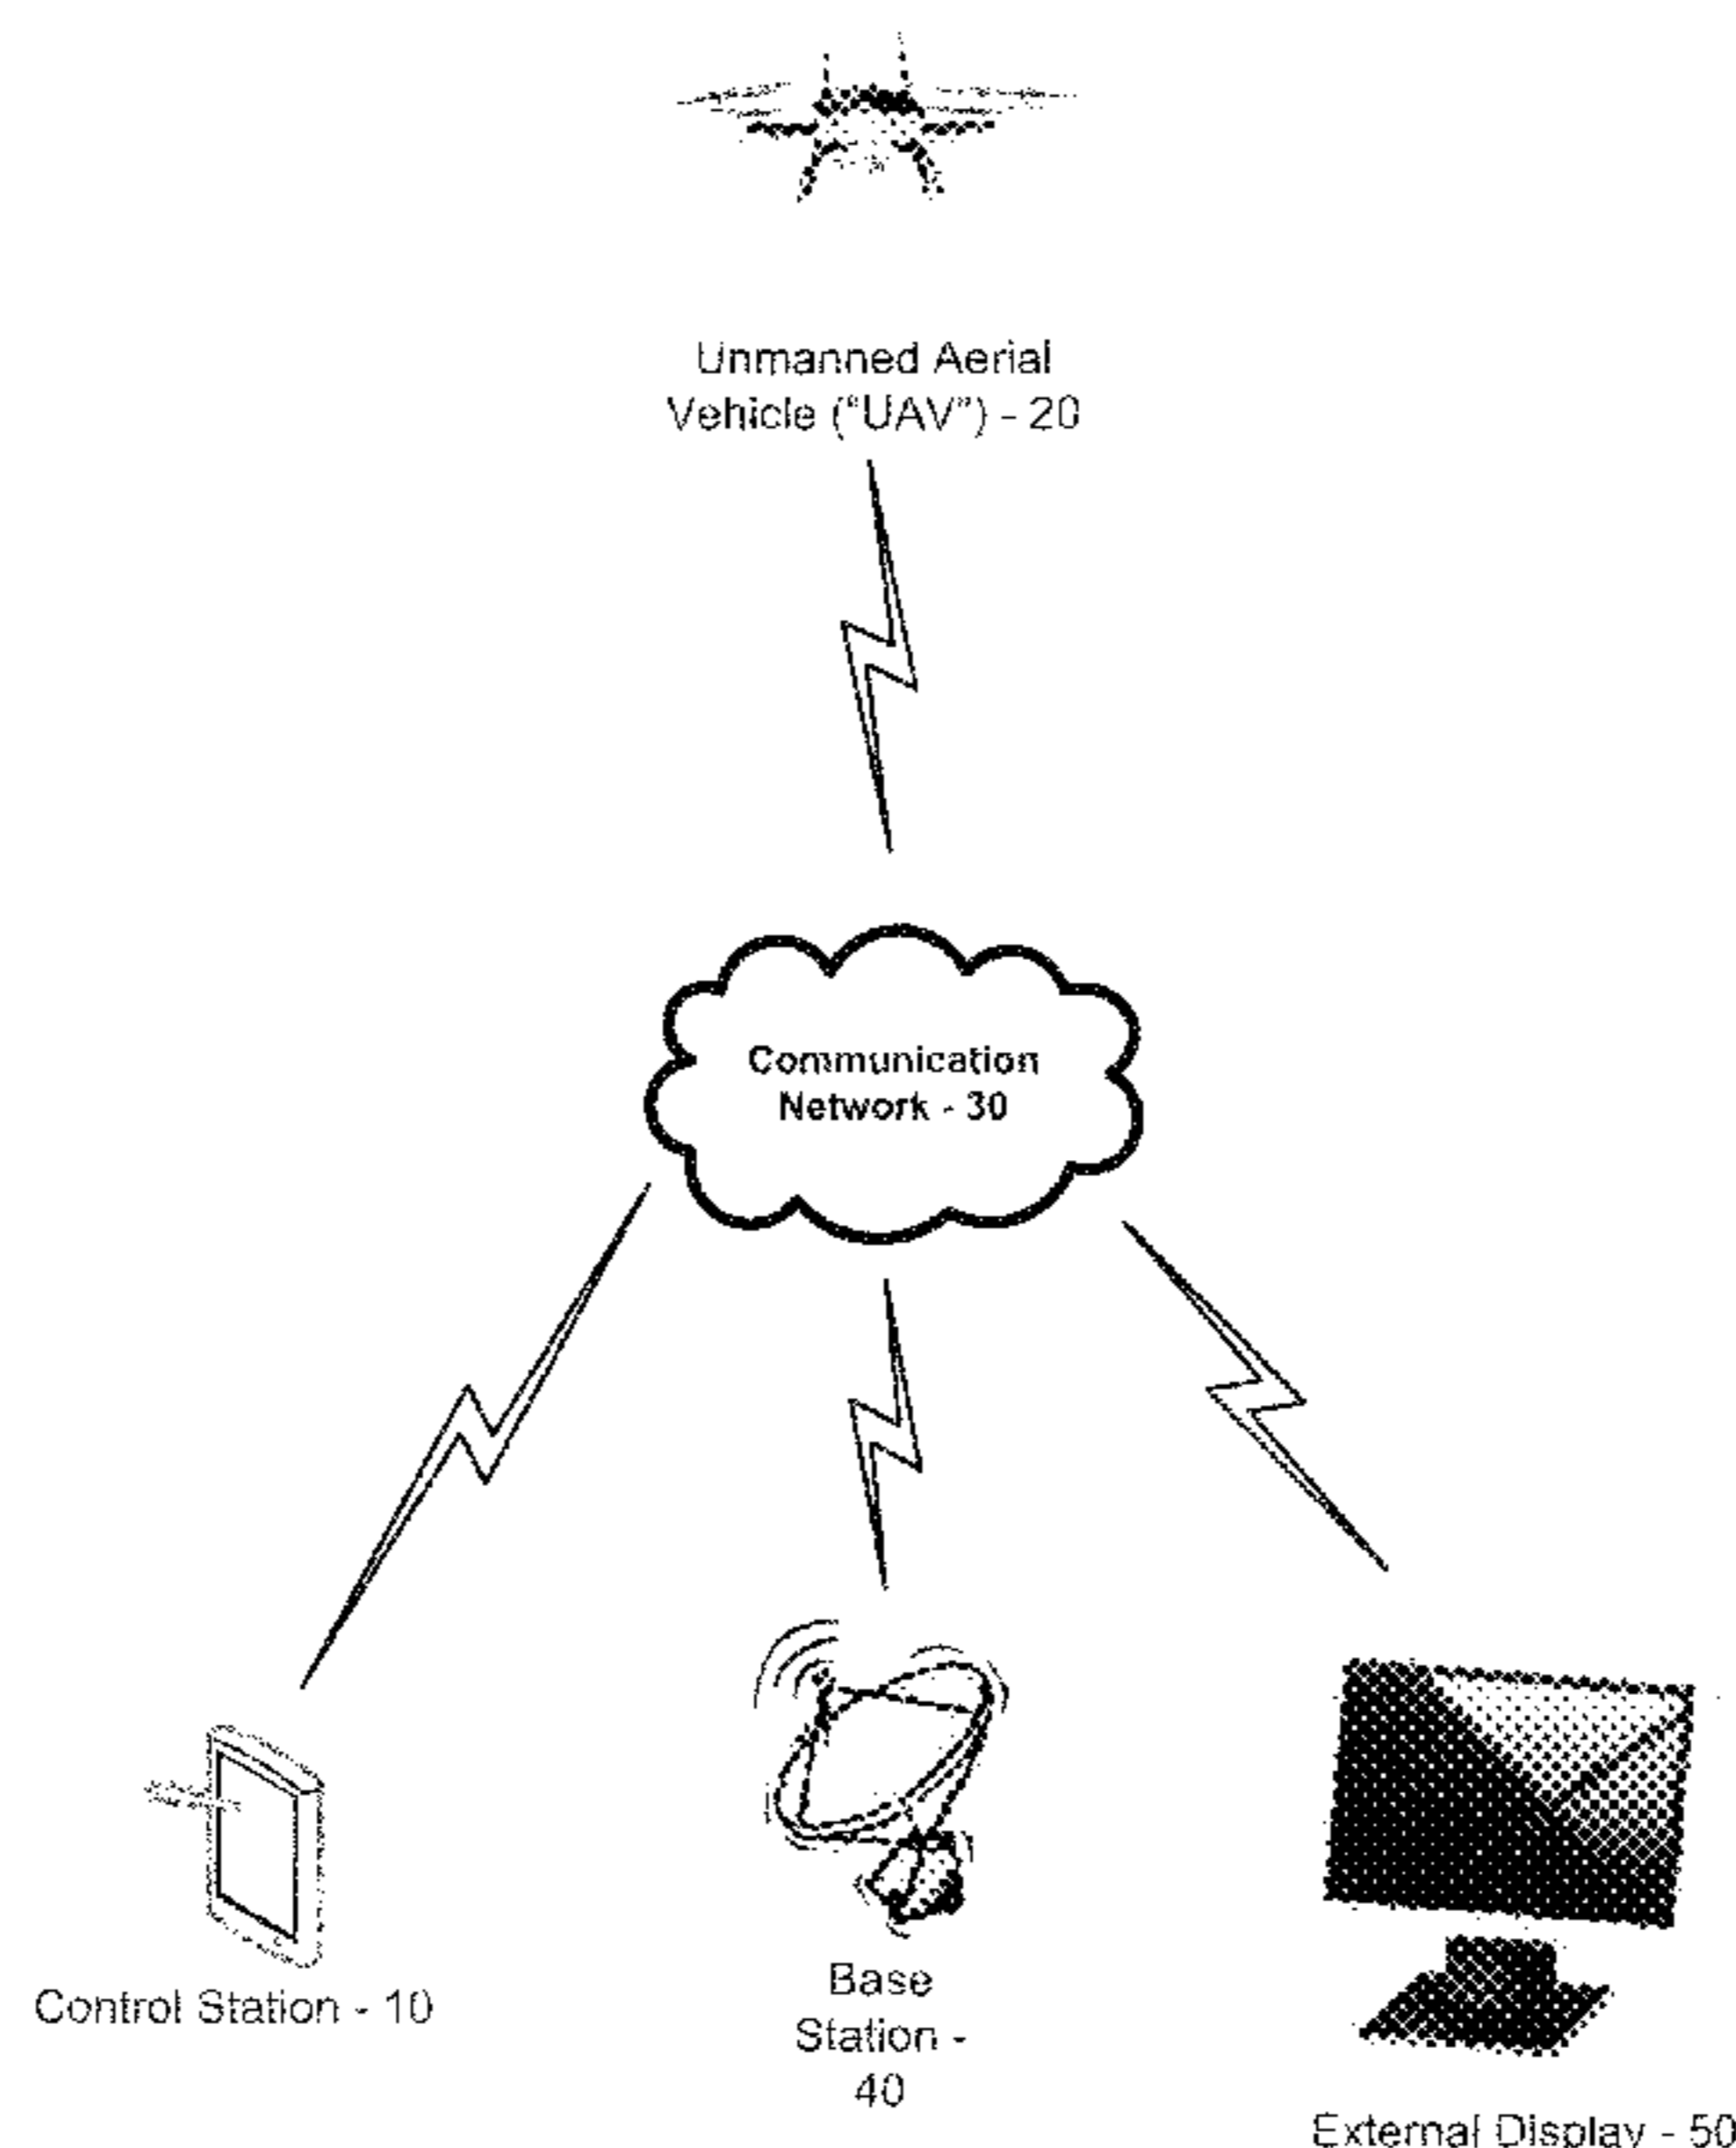 Unmanned Aerial
Vehicle ("UAV") - 20
Communication
Network - 30
Control Station - 10
Base
Station -
40
External Display - 50